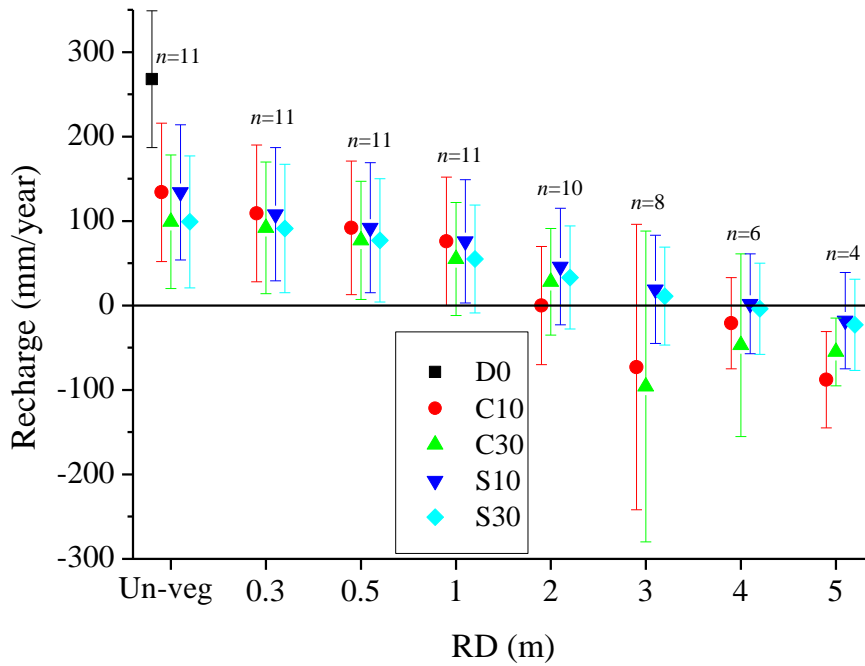 n=11
n=11
n=11
n=11
n=10
n=8
n=6
n=4
Recharge (mm/year)
300
200
100
0
-100
-200
-300
D0
C10
C30
S10
S30
Un-veg 0.3 0.5 1 2 3 4 5
RD (m)